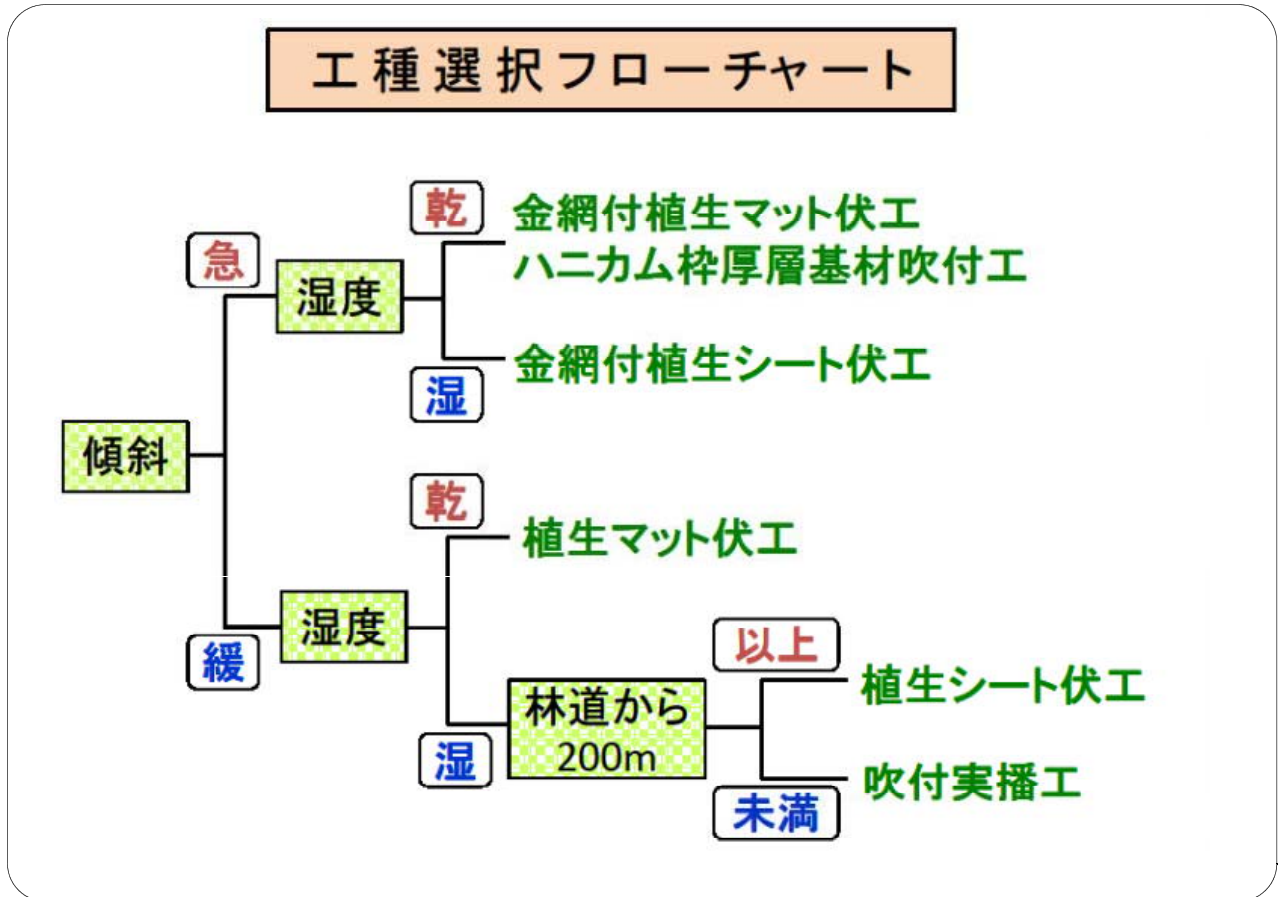 工種選択フローチャート
乾
金網付植生マット伏工
ハニカム枠厚層基材吹付工
急
湿度
金網付植生シート伏工
湿
傾斜
乾
植生マット伏工
湿度
緩
以上
植生シート伏工
林道から
200m
湿
吹付実播工
未満